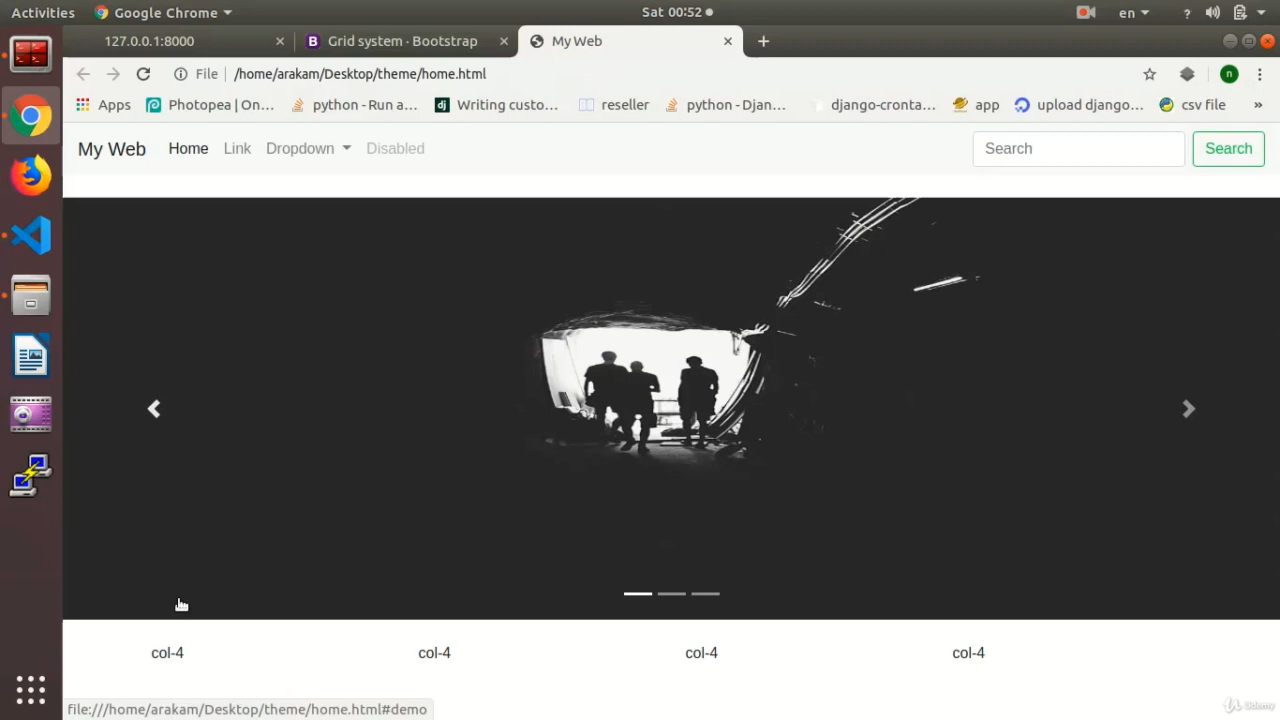 Activities Google Chrome Sat 00:52 en ?
127.0.0.1:8000 B Grid system · Bootstrap My Web
File /home/arakam/Desktop/theme/home.html n
Apps Photopea | On... python - Run a... dj Writing custo... reseller python - Djan... django-cronta... app upload django... csv file »
My Web Home Link Dropdown Disabled Search Search
col-4 col-4 col-4 col-4
file:///home/arakam/Desktop/theme/home.html#demo
Udemy